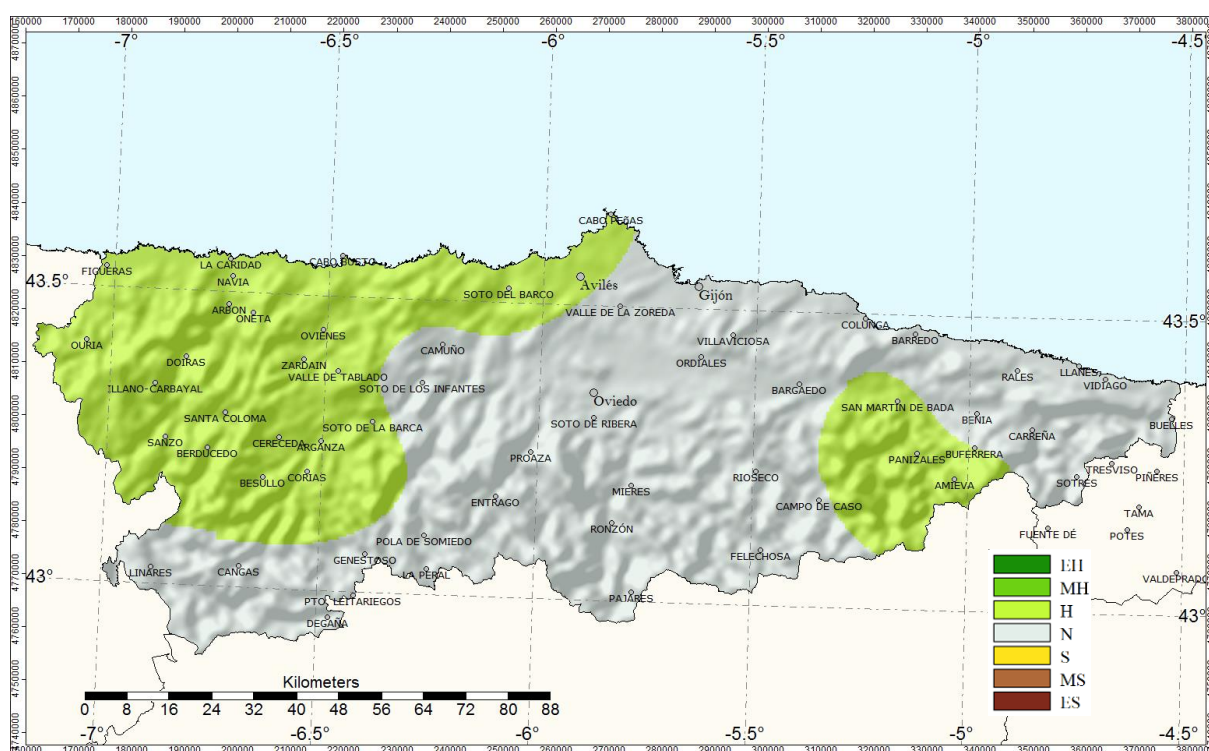 160000 170000 180000 190000 200000 210000 220000 230000 240000 250000 260000 270000 280000 290000 300000 310000 320000 330000 340000 350000 360000 370000 380000
-7° -6.5° -6° -5.5° -5° -4.5°
4870000
4860000
4850000
4840000
4830000
4820000
4810000
4800000
4790000
4780000
4770000
4760000
4750000
4740000
CABO PEñAS
FIGUERAS
LA CARIDAD
CABO BUSTO
43.5°
NAVIA
SOTO DEL BARCO
Avilés
Gijón
ARBON
ONETA
VALLE DE LA ZOREDA
43.5°
COLUNGA
OURIA
OVIENES
CAMUÑO
VILLAVICIOSA
BARREDO
DOIRAS
ZARDAIN
ORDIALES
VALLE DE TABLADO
RALES
LLANES
ILLANO-CARBAYAL
SOTO DE LOS INFANTES
BARGAEDO
VIDIAGO
Oviedo
SAN MARTIN DE BADA
SANTA COLOMA
SOTO DE LA BARCA
SOTO DE RIBERA
BENIA
BUELLES
SANZO
CERECEDA
ARGANZA
CARREÑA
BERDUCEDO
PROAZA
PANIZALES
BUFERRERA
BESULLO
CORIAS
RIOSECO
TRESVISO
PIÑERES
MIERES
AMIEVA
SOTRES
ENTRAGO
CAMPO DE CASO
TAMA
RONZÓN
FUENTE DÉ
POTES
POLA DE SOMIEDO
FELECHOSA
GENESTOSO
LINARES
CANGAS
LA PERAL
VALDEPRADO
43°
PTO. LEITARIEGOS
PAJARES
43°
DEGAÑA
EH
MH
H
N
S
MS
ES
Kilometers
0 8 16 24 32 40 48 56 64 72 80 88
-7° -6.5° -6° -5.5° -5° -4.5°